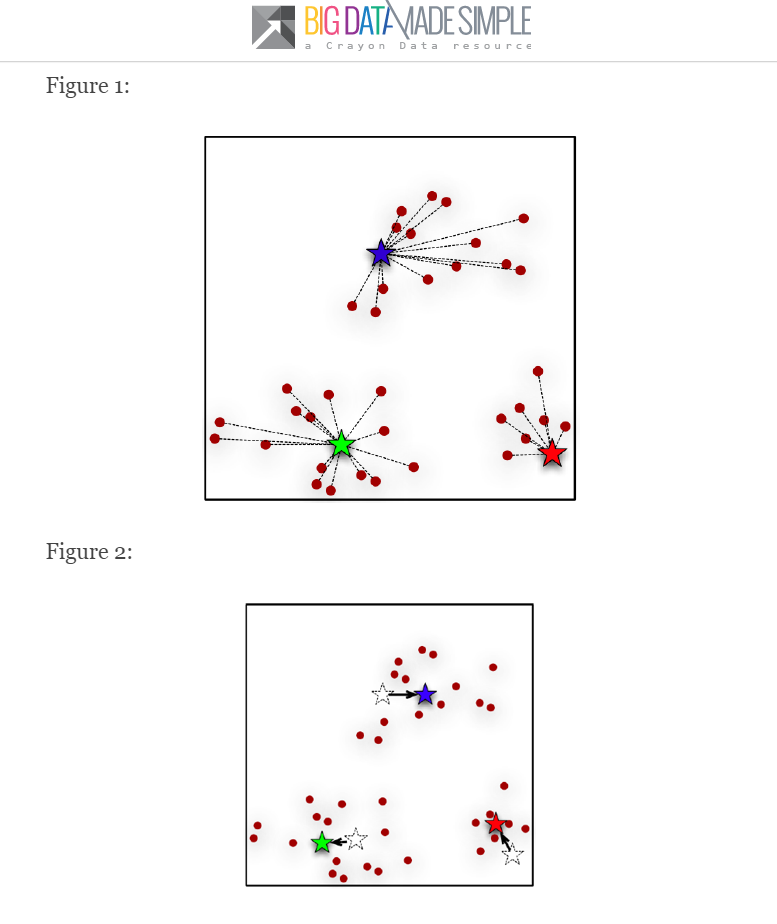 BIG DATA MADE SIMPLE
a Crayon Data resource
Figure 1:
Figure 2: